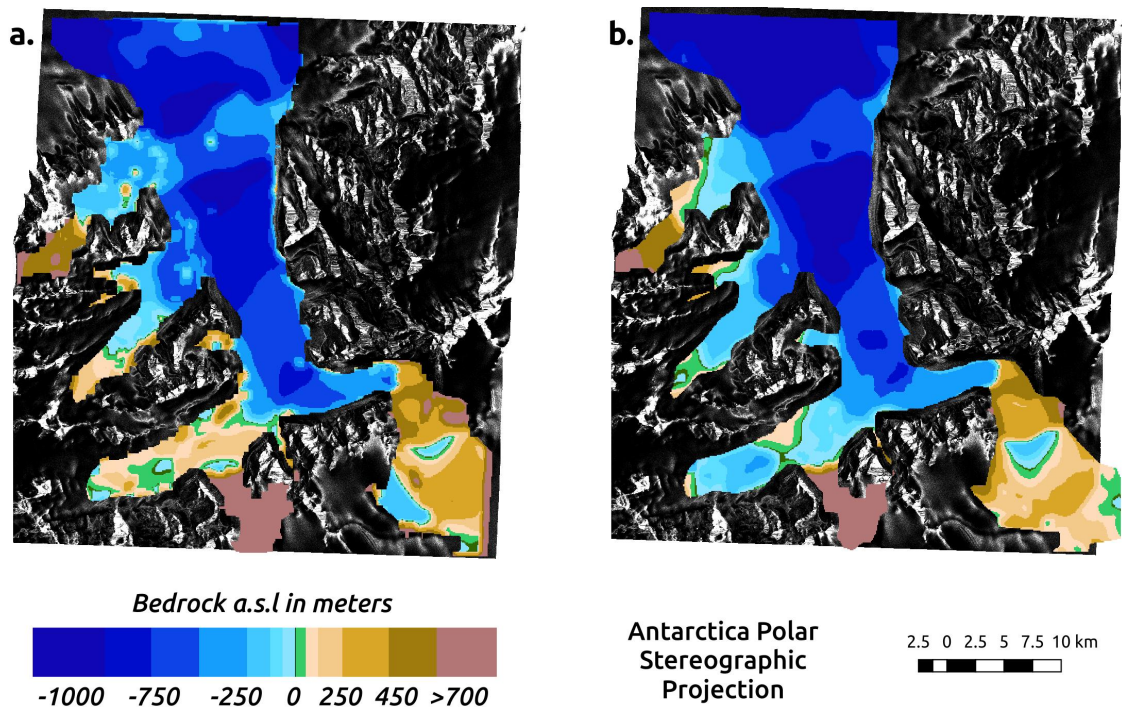 a.
b.
Bedrock a.s.l in meters
-1000 -750 -250 0 250 450 >700
Antarctica Polar
Stereographic
Projection
2.5 0 2.5 5 7.5 10 km